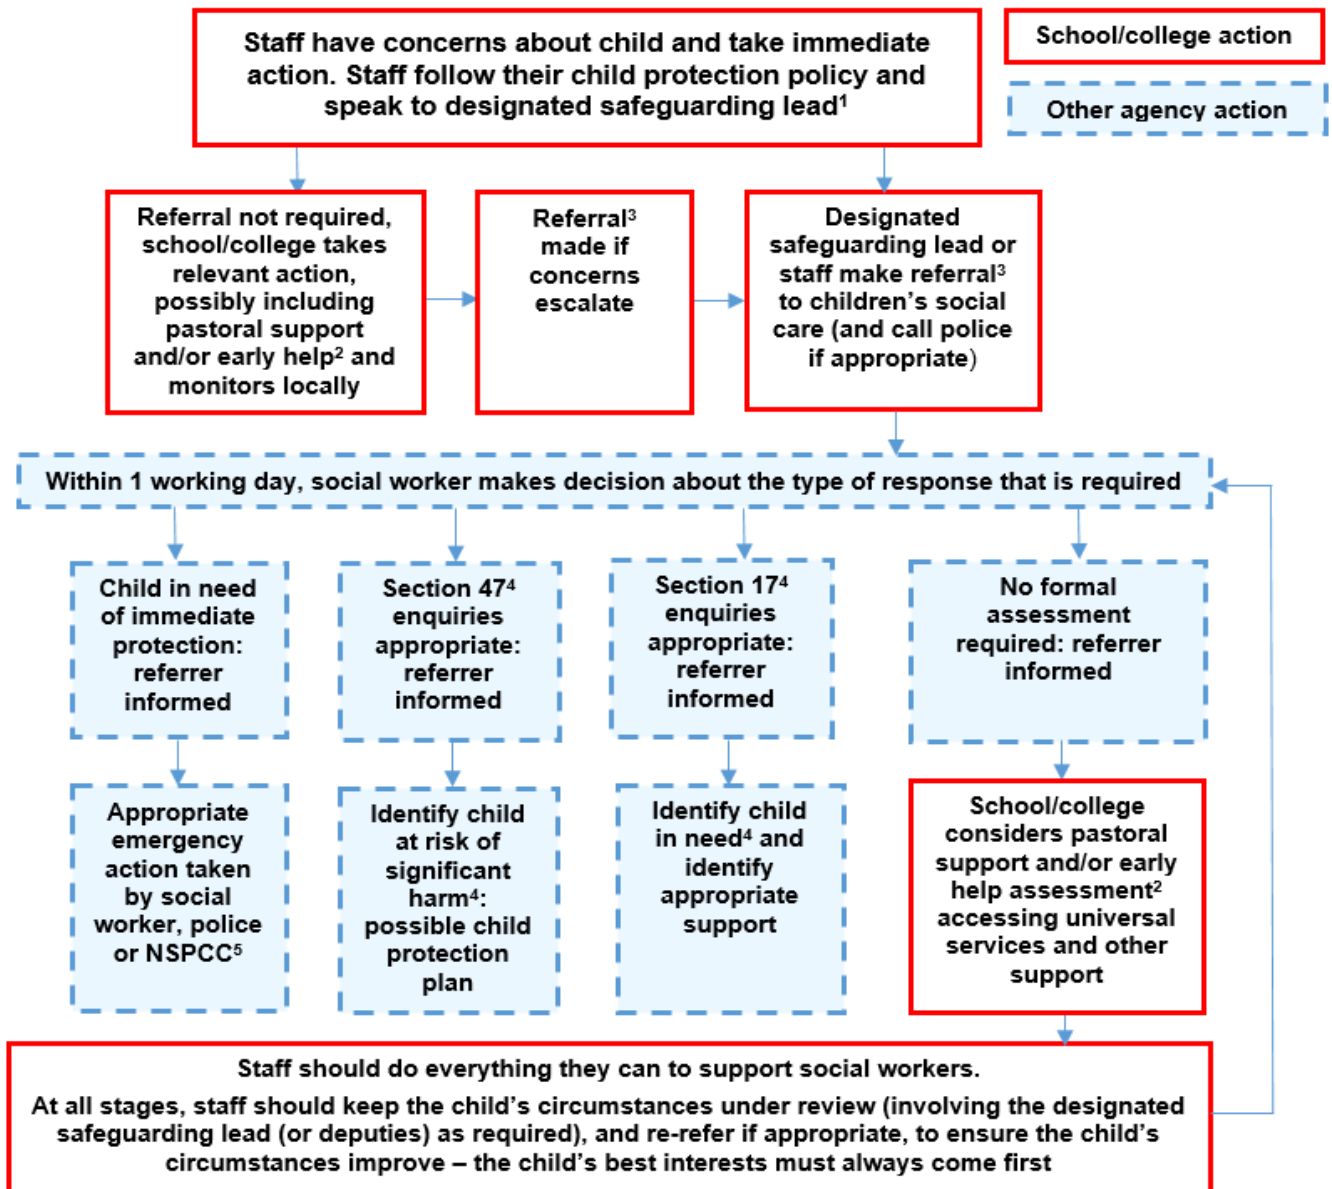 Staff have concerns about child and take immediate
action. Staff follow their child protection policy and
speak to designated safeguarding lead¹
School/college action
Other agency action
Referral not required,
school/college takes
relevant action,
possibly including
pastoral support
and/or early help² and
monitors locally
Referral³
made if
concerns
escalate
Designated
safeguarding lead or
staff make referral³
to children’s social
care (and call police
if appropriate)
Within 1 working day, social worker makes decision about the type of response that is required
Child in need
of immediate
protection:
referrer
informed
Section 47⁴
enquiries
appropriate:
referrer
informed
Section 17⁴
enquiries
appropriate:
referrer
informed
No formal
assessment
required: referrer
informed
Appropriate
emergency
action taken
by social
worker, police
or NSPCC⁵
Identify child
at risk of
significant
harm⁴:
possible child
protection
plan
Identify child
in need⁴ and
identify
appropriate
support
School/college
considers pastoral
support and/or early
help assessment²
accessing universal
services and other
support
Staff should do everything they can to support social workers.
At all stages, staff should keep the child’s circumstances under review (involving the designated
safeguarding lead (or deputies) as required), and re-refer if appropriate, to ensure the child’s
circumstances improve – the child’s best interests must always come first